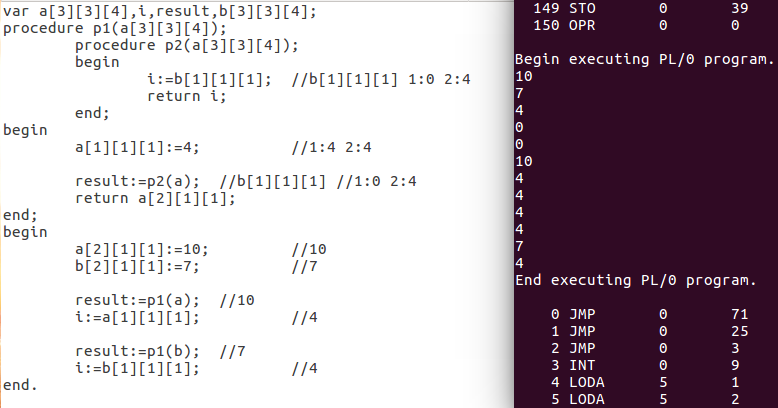 var a[3][3][4],i,result,b[3][3][4];
procedure p1(a[3][3][4]);
procedure p2(a[3][3][4]);
begin
i:=b[1][1][1]; //b[1][1][1] 1:0 2:4
return i;
end;
begin
a[1][1][1]:=4; //1:4 2:4
result:=p2(a); //b[1][1][1] //1:0 2:4
return a[2][1][1];
end;
begin
a[2][1][1]:=10; //10
b[2][1][1]:=7; //7
result:=p1(a); //10
i:=a[1][1][1]; //4
result:=p1(b); //7
i:=b[1][1][1]; //4
end.
149 STO 0 39
150 OPR 0 0
Begin executing PL/0 program.
10
7
4
0
0
10
4
4
4
4
7
4
End executing PL/0 program.
0 JMP 0 71
1 JMP 0 25
2 JMP 0 3
3 INT 0 9
4 LODA 5 1
5 LODA 5 2